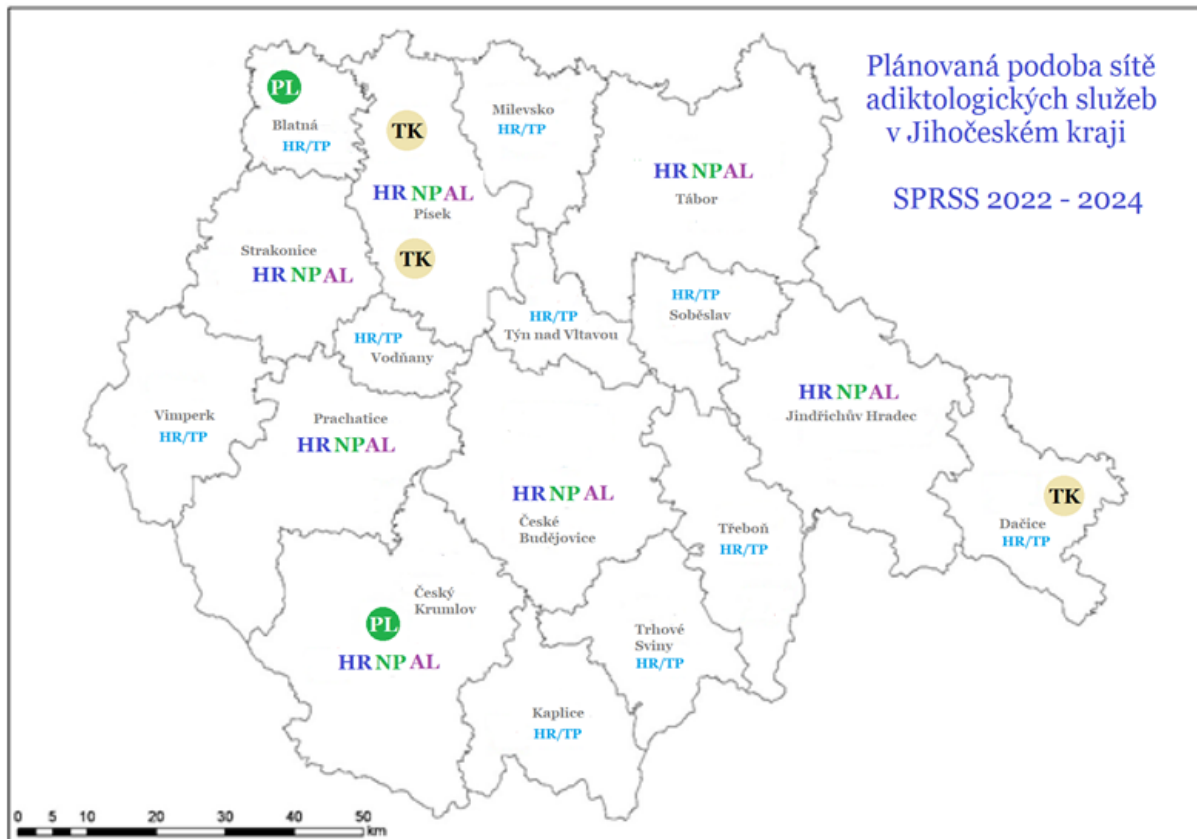 Plánovaná podoba sítě
adiktologických služeb
v Jihočeském kraji
SPRSS 2022 - 2024
PL
Blatná
HR/TP
TK
HR NP AL
Písek
TK
Milevsko
HR/TP
HR NP AL
Tábor
Strakonice
HR NP AL
HR/TP
Vodňany
HR/TP
Týn nad Vltavou
HR/TP
Soběslav
Vimperk
HR/TP
Prachatice
HR NP AL
HR NP AL
České
Budějovice
HR NP AL
Jindřichův Hradec
TK
Dačice
HR/TP
Třeboň
HR/TP
Český
Krumlov
PL
HR NP AL
Trhové
Sviny
HR/TP
Kaplice
HR/TP
0 5 10 20 30 40 50
km